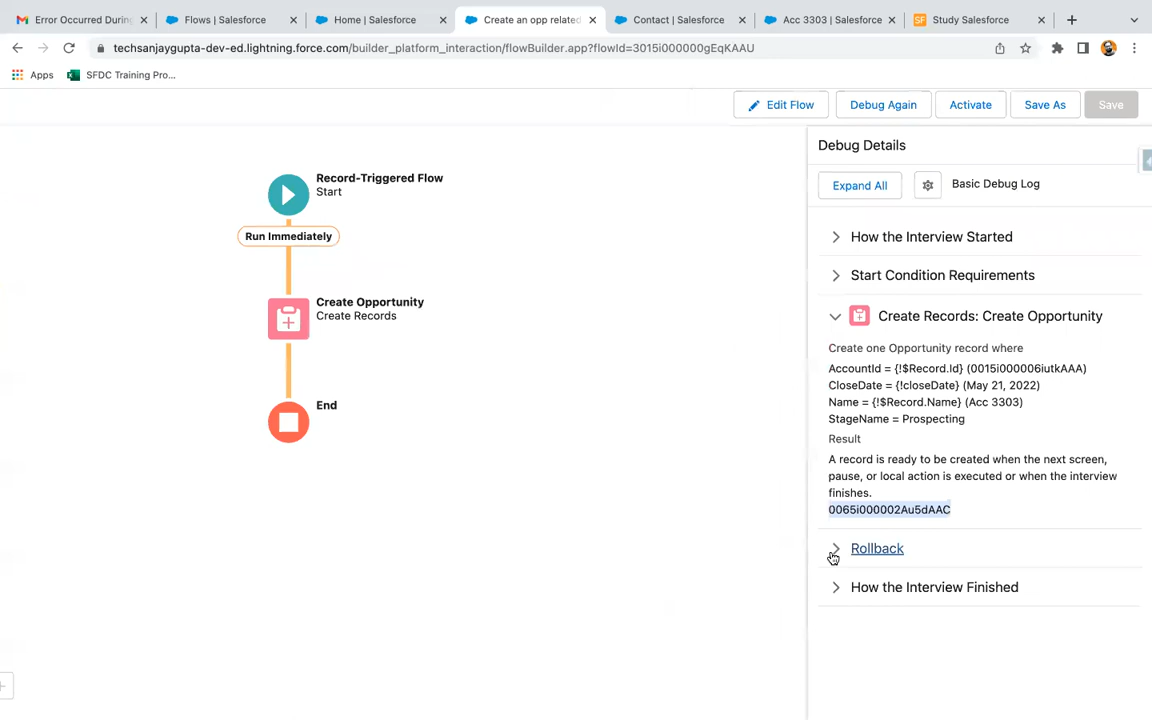 Error Occurred During
Flows | Salesforce
Home | Salesforce
Create an opp related
Contact | Salesforce
Acc 3303 | Salesforce
SF
Study Salesforce
techsanjaygupta-dev-ed.lightning.force.com/builder_platform_interaction/flowBuilder.app?flowId=3015i000000gEqKAAU
Apps
SFDC Training Pro...
Edit Flow
Debug Again
Activate
Save As
Save
Debug Details
Expand All
Basic Debug Log
Record-Triggered Flow
Start
Run Immediately
Create Opportunity
Create Records
End
How the Interview Started
Start Condition Requirements
Create Records: Create Opportunity
Create one Opportunity record where
AccountId = {!$Record.Id} (0015i000006iutkAAA)
CloseDate = {!closeDate} (May 21, 2022)
Name = {!$Record.Name} (Acc 3303)
StageName = Prospecting
Result
A record is ready to be created when the next screen,
pause, or local action is executed or when the interview
finishes.
0065i000002Au5dAAC
Rollback
How the Interview Finished